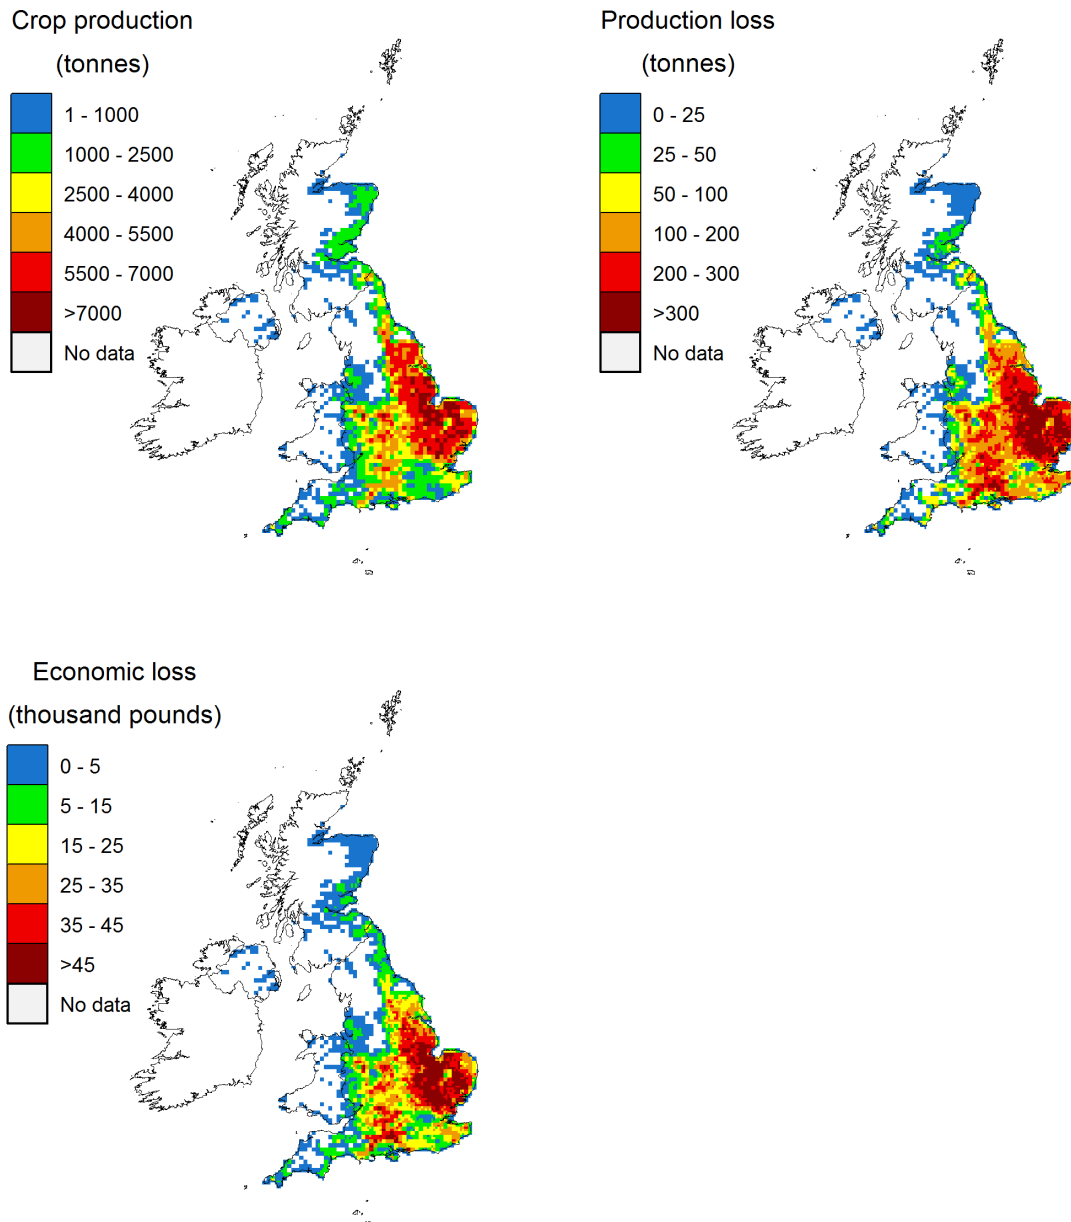 Crop production
(tonnes)
1 - 1000
1000 - 2500
2500 - 4000
4000 - 5500
5500 - 7000
>7000
No data
Production loss
(tonnes)
0 - 25
25 - 50
50 - 100
100 - 200
200 - 300
>300
No data
Economic loss
(thousand pounds)
0 - 5
5 - 15
15 - 25
25 - 35
35 - 45
>45
No data